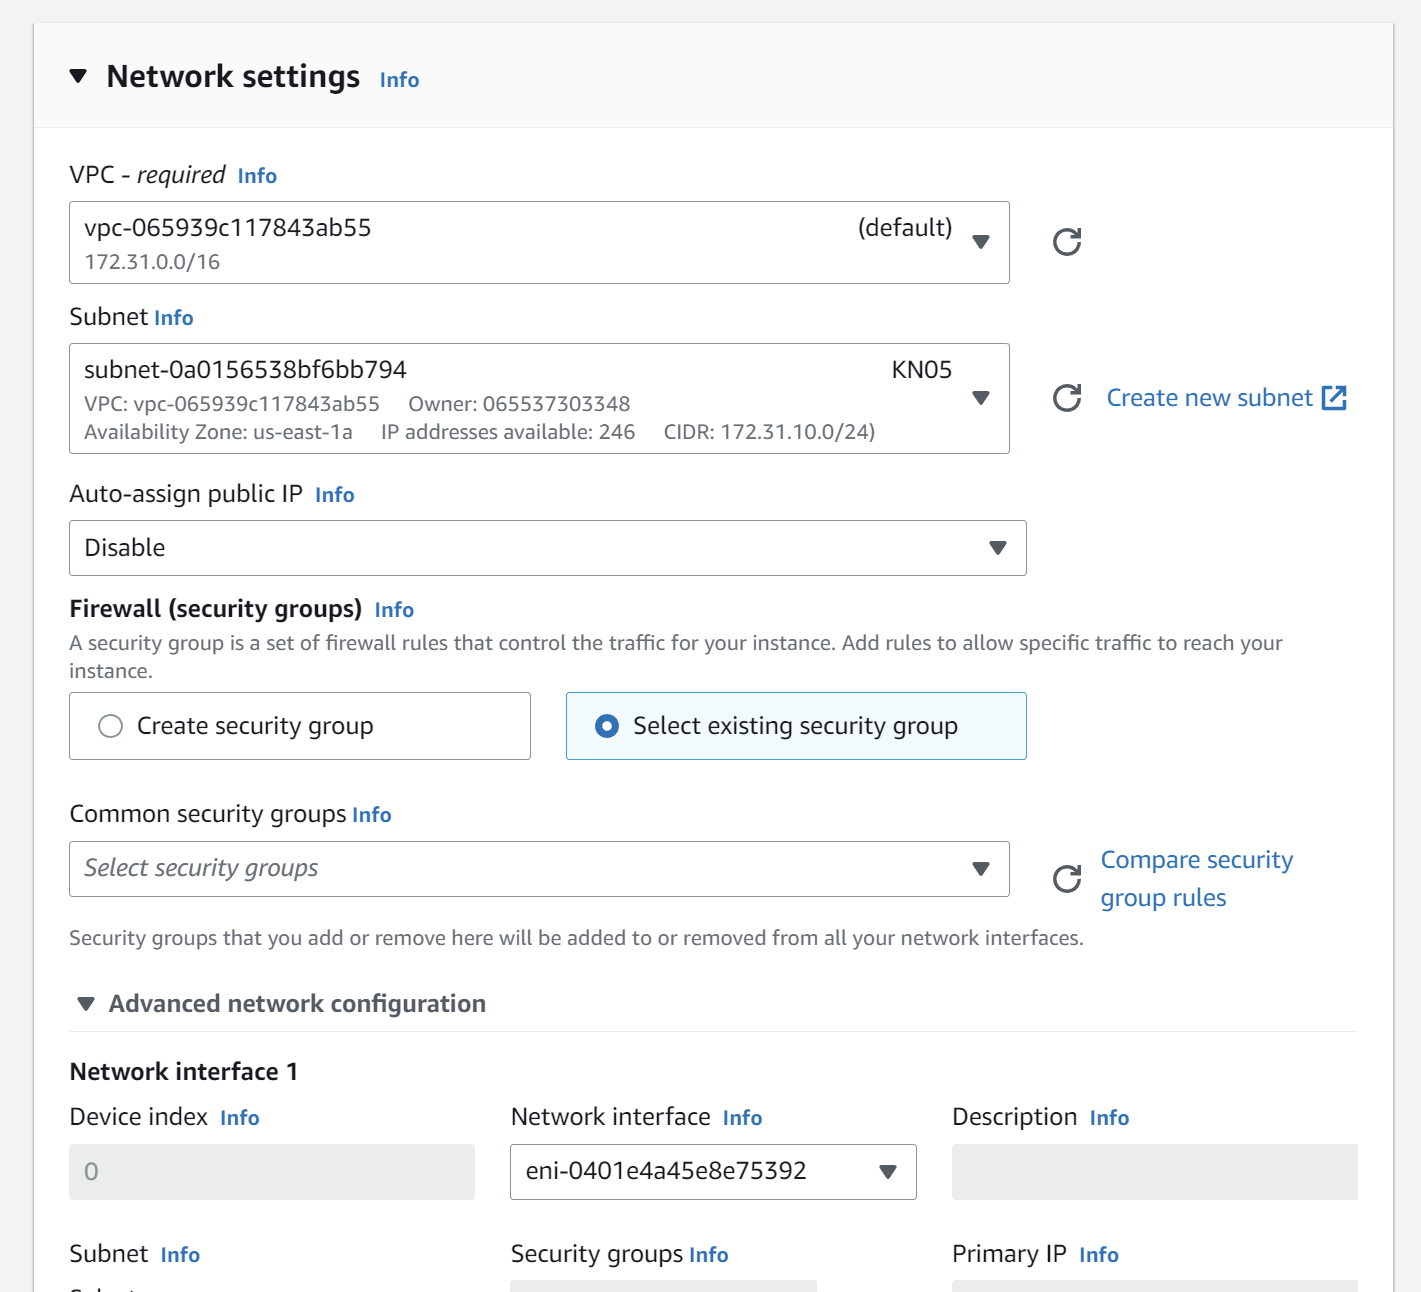 Network settings Info
VPC - required Info
vpc-065939c117843ab55 (default)
172.31.0.0/16
Subnet Info
subnet-0a0156538bf6bb794 KN05
VPC: vpc-065939c117843ab55 Owner: 065537303348
Availability Zone: us-east-1a IP addresses available: 246 CIDR: 172.31.10.0/24)
Create new subnet
Auto-assign public IP Info
Disable
Firewall (security groups) Info
A security group is a set of firewall rules that control the traffic for your instance. Add rules to allow specific traffic to reach your
instance.
Create security group
Select existing security group
Common security groups Info
Select security groups
Compare security
group rules
Security groups that you add or remove here will be added to or removed from all your network interfaces.
Advanced network configuration
Network interface 1
Device index Info
0
Network interface Info
eni-0401e4a45e8e75392
Description Info
Subnet Info
Security groups Info
Primary IP Info